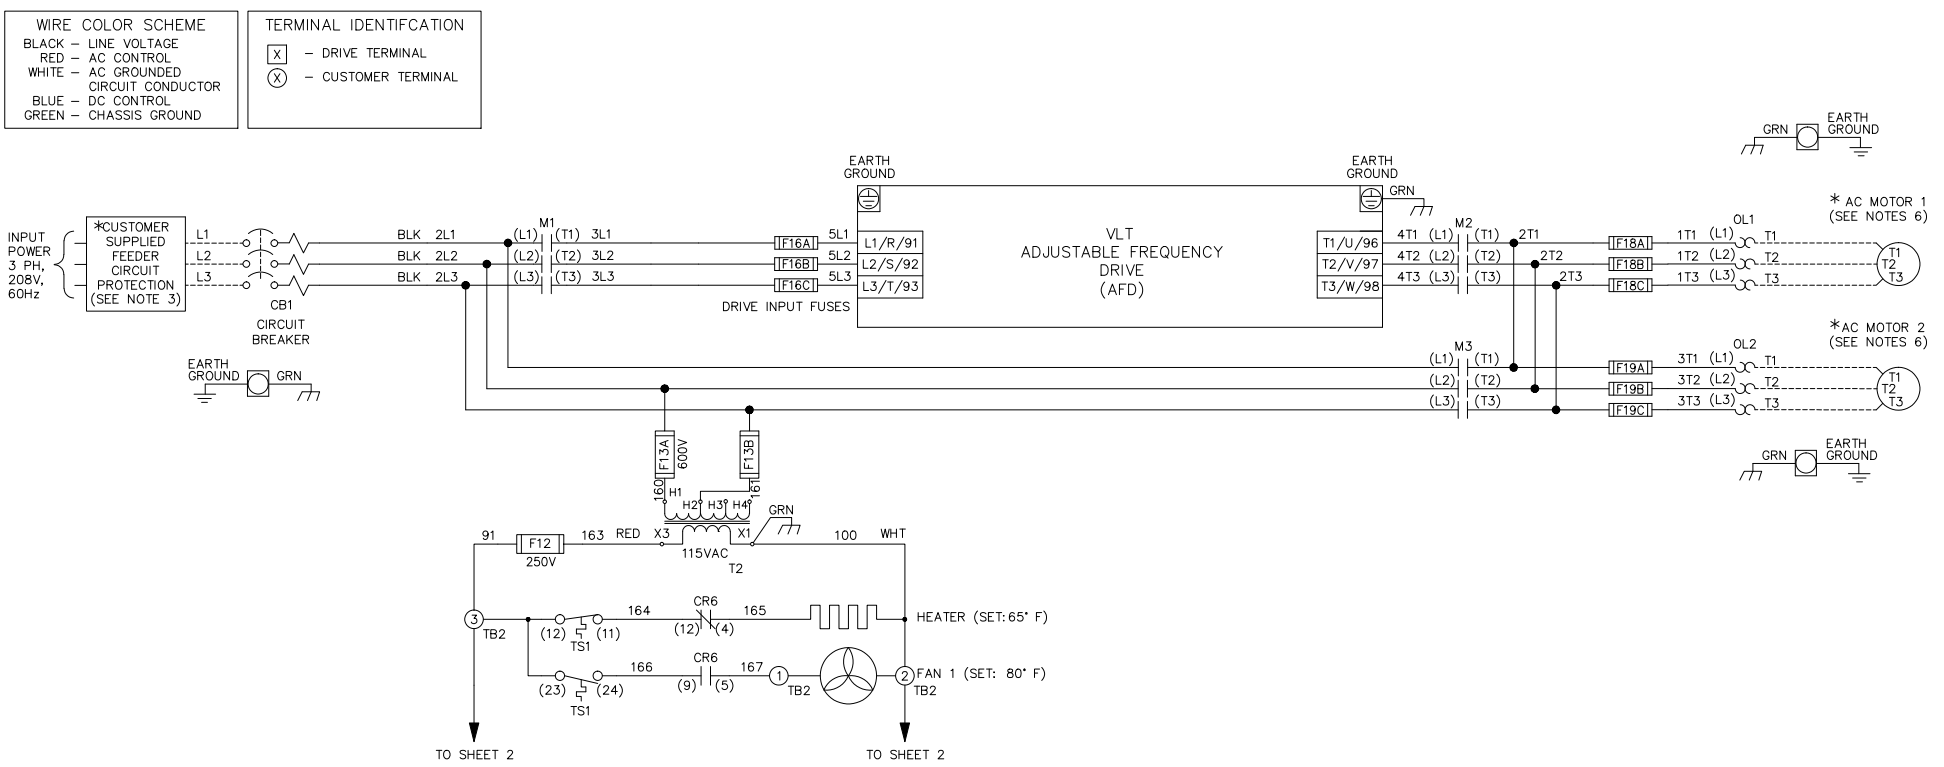 WIRE COLOR SCHEME
BLACK – LINE VOLTAGE
RED – AC CONTROL
WHITE – AC GROUNDED
CIRCUIT CONDUCTOR
BLUE – DC CONTROL
GREEN – CHASSIS GROUND
TERMINAL IDENTIFCATION
X – DRIVE TERMINAL
X – CUSTOMER TERMINAL
INPUT
POWER
3 PH,
208V,
60Hz
*CUSTOMER
SUPPLIED
FEEDER
CIRCUIT
PROTECTION
(SEE NOTE 3)
L1
L2
L3
CB1
CIRCUIT
BREAKER
EARTH
GROUND
GRN
M1
BLK 2L1 (L1) (T1) 3L1 F16A 5L1
BLK 2L2 (L2) (T2) 3L2 F16B 5L2
BLK 2L3 (L3) (T3) 3L3 F16C 5L3
DRIVE INPUT FUSES
EARTH
GROUND
L1/R/91
L2/S/92
L3/T/93
VLT
ADJUSTABLE FREQUENCY
DRIVE
(AFD)
EARTH
GROUND
GRN
T1/U/96
T2/V/97
T3/W/98
M2
4T1 (L1) (T1) 2T1 F18A 1T1 (L1) T1
4T2 (L2) (T2) 2T2 F18B 1T2 (L2) T2
4T3 (L3) (T3) 2T3 F18C 1T3 (L3) T3
OL1
GRN
EARTH
GROUND
* AC MOTOR 1
(SEE NOTES 6)
T1
T2
T3
M3
(L1) (T1) F19A 3T1 (L1) T1
(L2) (T2) F19B 3T2 (L2) T2
(L3) (T3) F19C 3T3 (L3) T3
OL2
*AC MOTOR 2
(SEE NOTES 6)
T1
T2
T3
GRN
EARTH
GROUND
F13A
600V
F13B
160
H1
H2
H3
H4
161
GRN
91
F12
250V
163
RED
X3
X1
115VAC
T2
100
WHT
3
TB2
(12)
(11)
TS1
164
CR6
(12)
(4)
165
HEATER (SET:65° F)
(23)
(24)
TS1
166
CR6
(9)
(5)
167
1
TB2
2
TB2
FAN 1 (SET: 80° F)
TO SHEET 2
TO SHEET 2